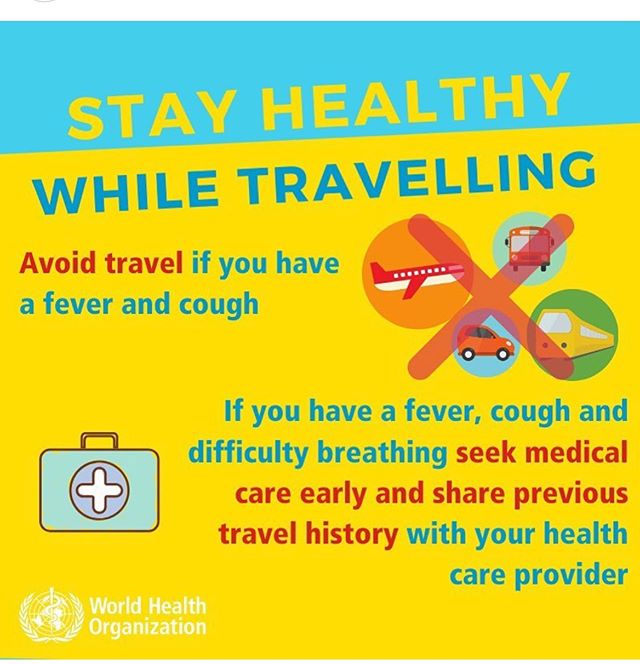 STAY HEALTHY
WHILE TRAVELLING
Avoid travel if you have
a fever and cough
If you have a fever, cough and
difficulty breathing seek medical
care early and share previous
travel history with your health
care provider
World Health
Organization